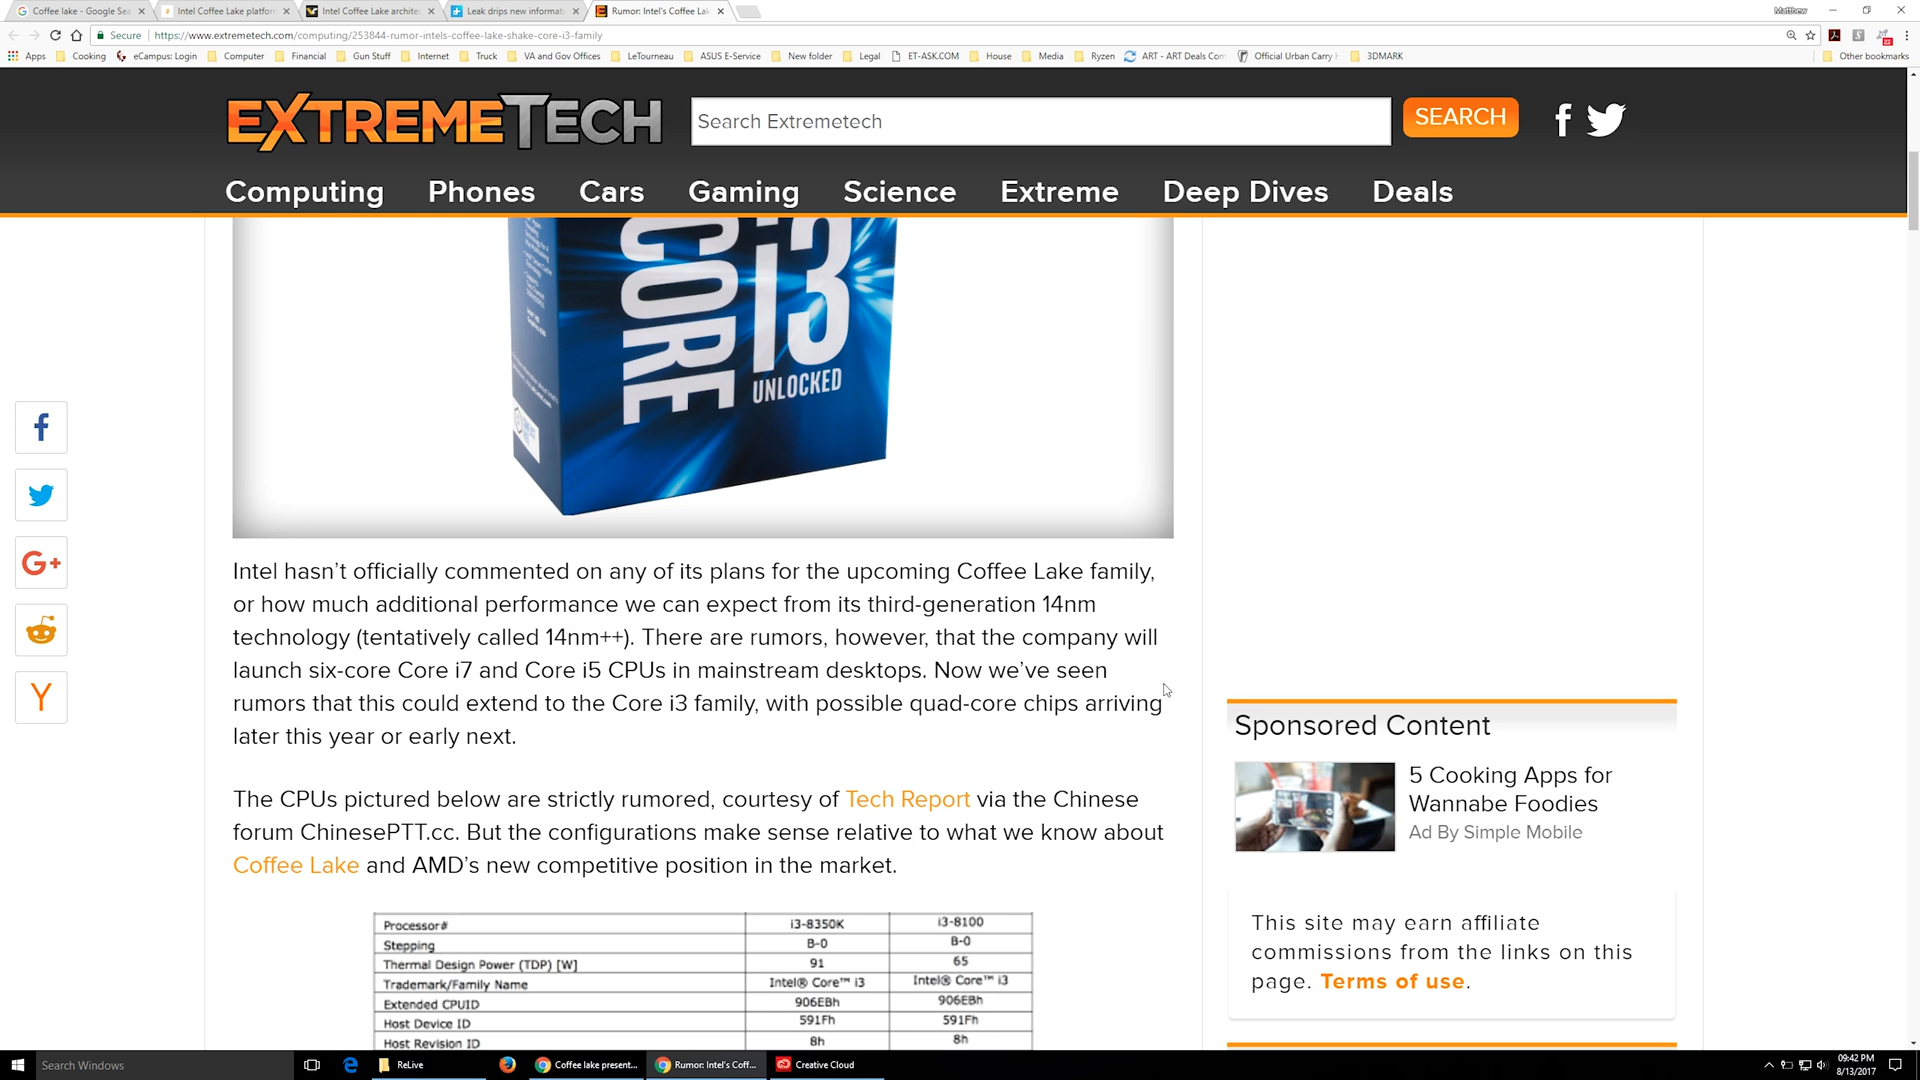 Coffee lake - Google Sea
Intel Coffee Lake platfor
Intel Coffee Lake archite
Leak drips new informati
Rumor: Intel's Coffee Lak
Matthew
Secure
https://www.extremetech.com/computing/253844-rumor-intels-coffee-lake-shake-core-i3-family
Apps
Cooking
eCampus: Login
Computer
Financial
Gun Stuff
Internet
Truck
VA and Gov Offices
LeTourneau
ASUS E-Service
New folder
Legal
ET-ASK.COM
House
Media
Ryzen
ART - ART Deals Com
Official Urban Carry H
3DMARK
Other bookmarks
EXTREMETECH
Search Extremetech
SEARCH
Computing
Phones
Cars
Gaming
Science
Extreme
Deep Dives
Deals
CORE
i3
UNLOCKED
Intel hasn't officially commented on any of its plans for the upcoming Coffee Lake family,
or how much additional performance we can expect from its third-generation 14nm
technology (tentatively called 14nm++). There are rumors, however, that the company will
launch six-core Core i7 and Core i5 CPUs in mainstream desktops. Now we've seen
rumors that this could extend to the Core i3 family, with possible quad-core chips arriving
later this year or early next.
The CPUs pictured below are strictly rumored, courtesy of Tech Report via the Chinese
forum ChinesePTT.cc. But the configurations make sense relative to what we know about
Coffee Lake and AMD's new competitive position in the market.
Processor# i3-8350K i3-8100
Stepping B-0 B-0
Thermal Design Power (TDP) [W] 91 65
Trademark/Family Name Intel® Core™ i3 Intel® Core™ i3
Extended CPUID 906EBh 906EBh
Host Device ID 591Fh 591Fh
Host Revision ID 8h 8h
Sponsored Content
5 Cooking Apps for
Wannabe Foodies
Ad By Simple Mobile
This site may earn affiliate
commissions from the links on this
page. Terms of use.
Search Windows
ReLive
Coffee lake present...
Rumor: Intel's Coff...
Creative Cloud
09:42 PM
8/13/2017